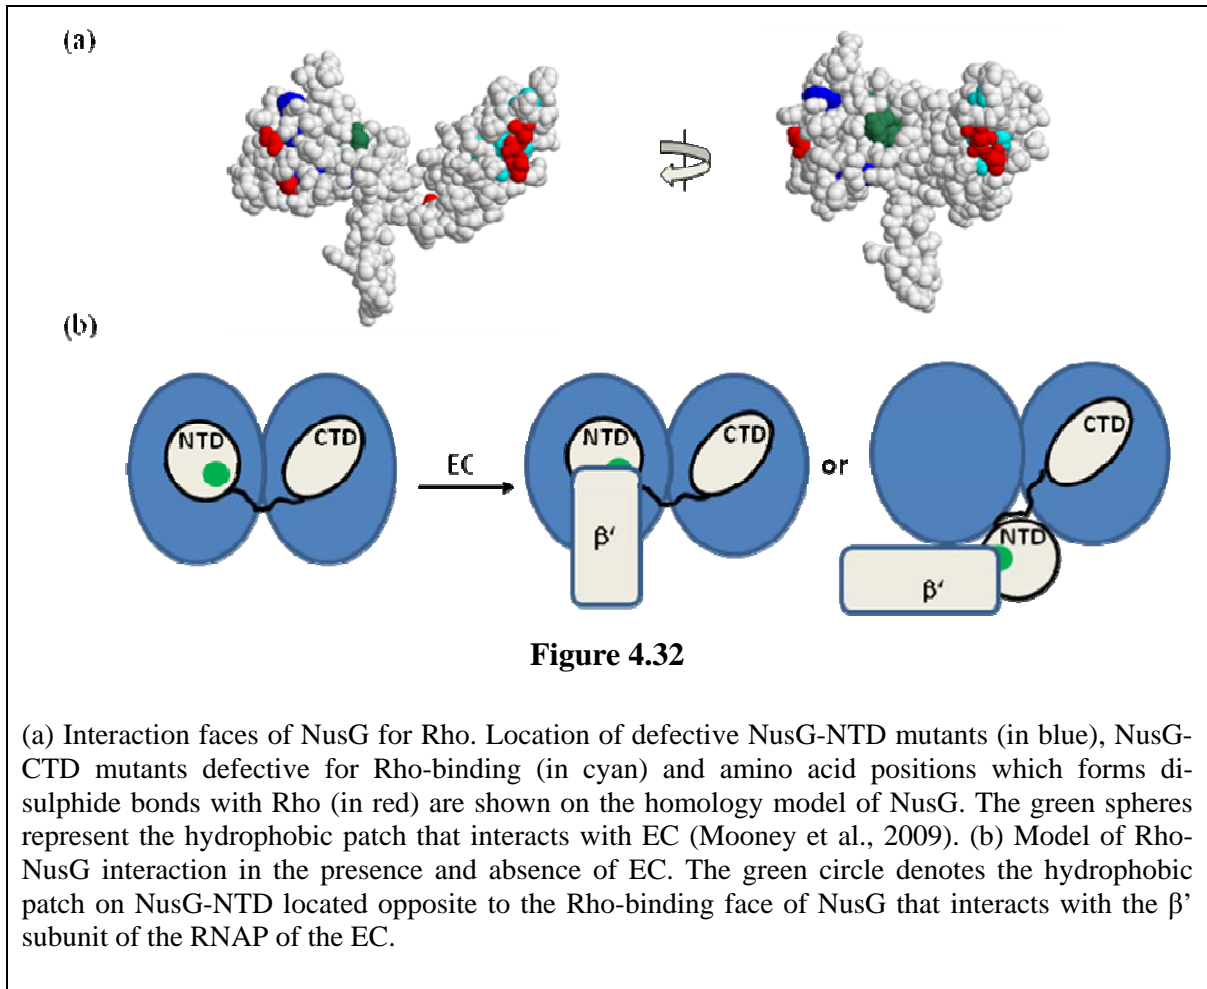 (a)
(b)
NTD
CTD
EC
NTD
CTD
or
CTD
NTD
β'
β'
Figure 4.32
(a) Interaction faces of NusG for Rho. Location of defective NusG-NTD mutants (in blue), NusG-
CTD mutants defective for Rho-binding (in cyan) and amino acid positions which forms di-
sulphide bonds with Rho (in red) are shown on the homology model of NusG. The green spheres
represent the hydrophobic patch that interacts with EC (Mooney et al., 2009). (b) Model of Rho-
NusG interaction in the presence and absence of EC. The green circle denotes the hydrophobic
patch on NusG-NTD located opposite to the Rho-binding face of NusG that interacts with the β’
subunit of the RNAP of the EC.